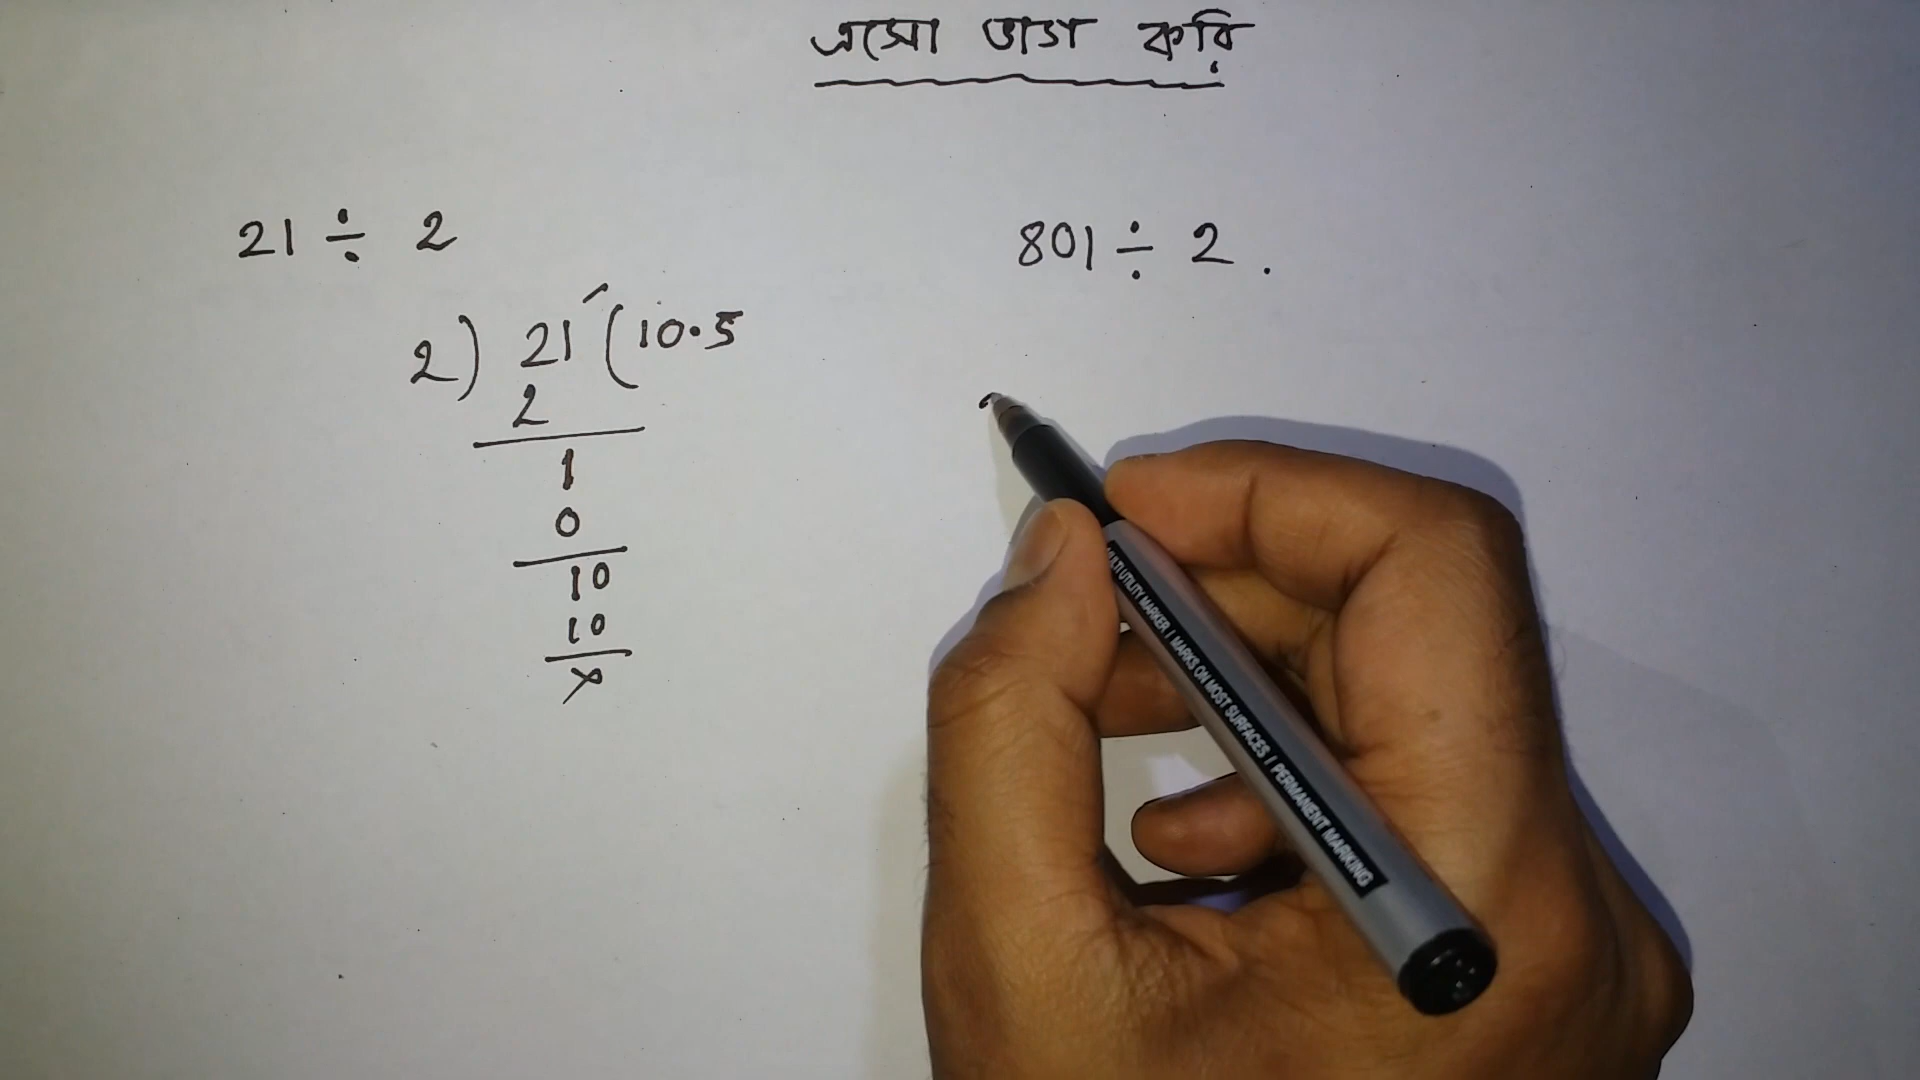 এসো ভাগ করি
21 ÷ 2
2) 21 (10.5
2
1
0
10
10
×
801 ÷ 2 .
MULTI UTILITY MARKER / MARKS ON MOST SURFACES / PERMANENT MARKING